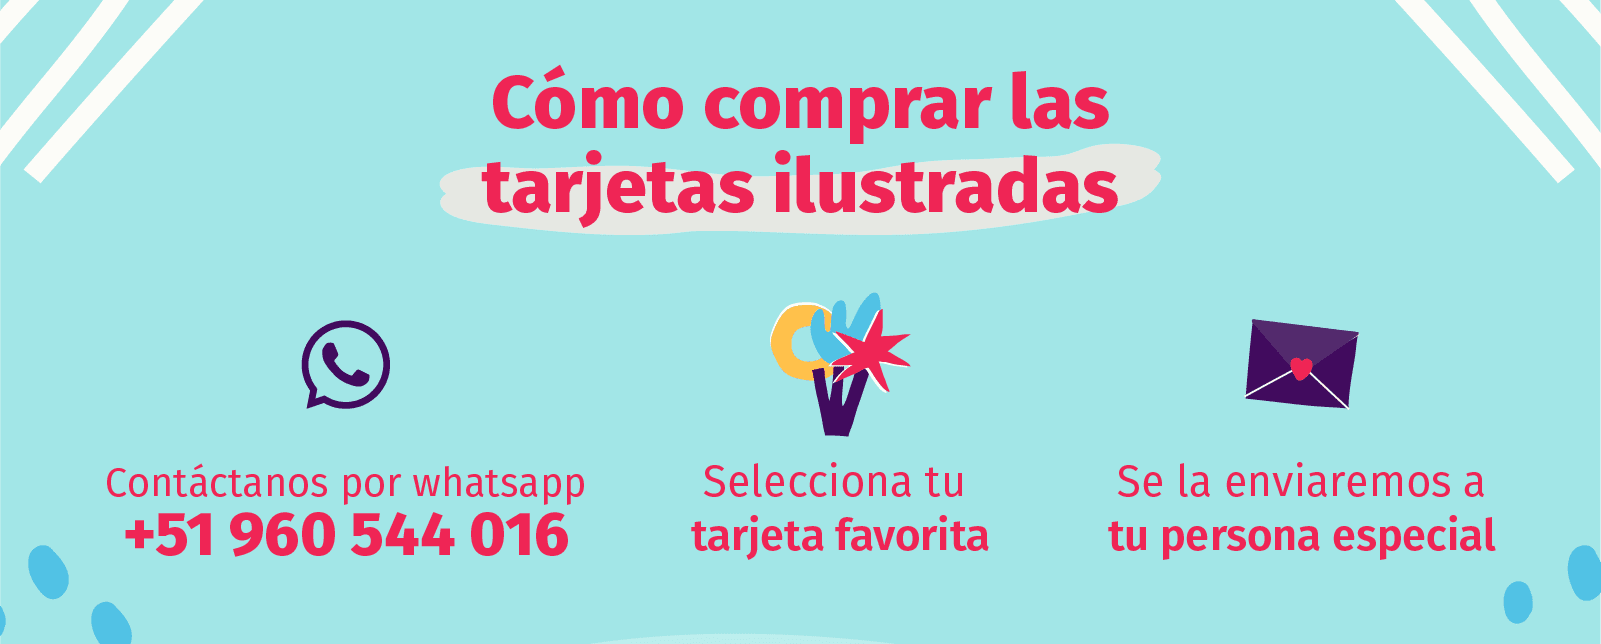 Cómo comprar las
tarjetas ilustradas
Contáctanos por whatsapp
+51 960 544 016
Selecciona tu
tarjeta favorita
Se la enviaremos a
tu persona especial